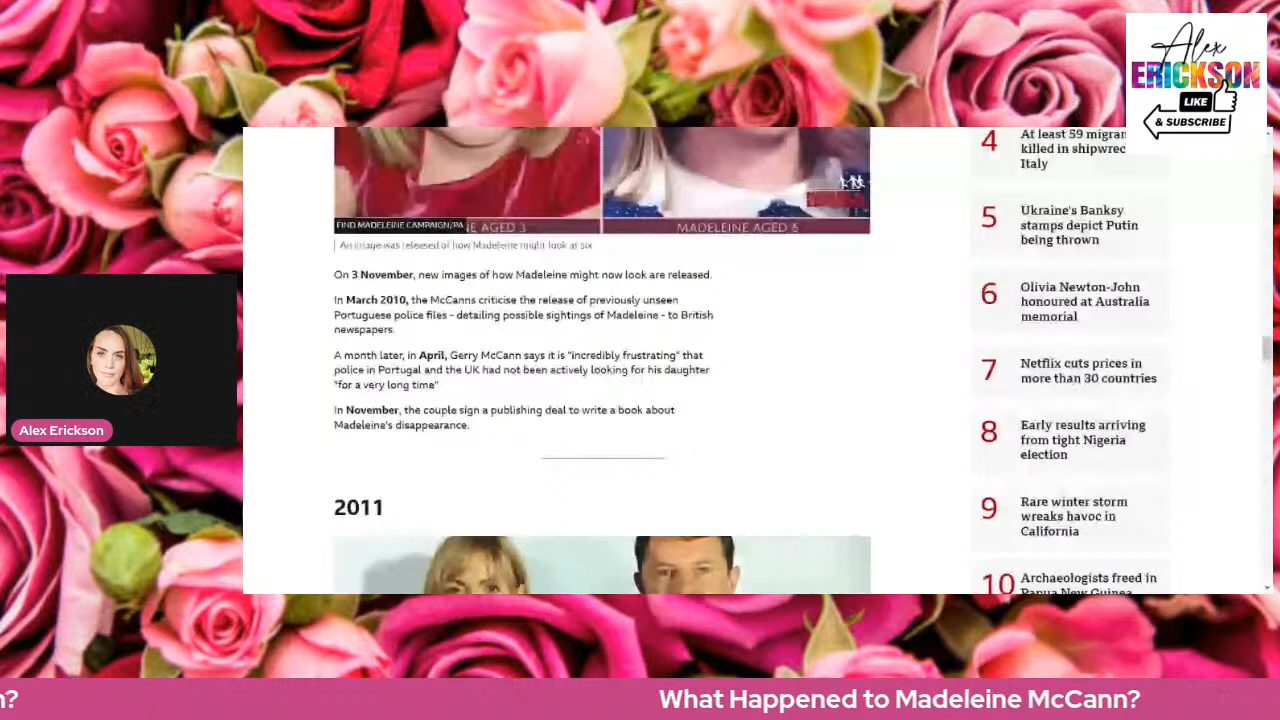 Alex
ERICKSON
LIKE
& SUBSCRIBE
FIND MADELEINE CAMPAIGN/PA
E AGED 3
MADELEINE AGED 6
An image was released of how Madeleine might look at six
On 3 November, new images of how Madeleine might now look are released.
In March 2010, the McCanns criticise the release of previously unseen
Portuguese police files - detailing possible sightings of Madeleine - to British
newspapers.
A month later, in April, Gerry McCann says it is "incredibly frustrating" that
police in Portugal and the UK had not been actively looking for his daughter
"for a very long time"
In November, the couple sign a publishing deal to write a book about
Madeleine's disappearance.
2011
4
At least 59 migran
killed in shipwrec
Italy
5
Ukraine's Banksy
stamps depict Putin
being thrown
6
Olivia Newton-John
honoured at Australia
memorial
7
Netflix cuts prices in
more than 30 countries
8
Early results arriving
from tight Nigeria
election
9
Rare winter storm
wreaks havoc in
California
10
Archaeologists freed in
Papua New Guinea
Alex Erickson
n?
What Happened to Madeleine McCann?